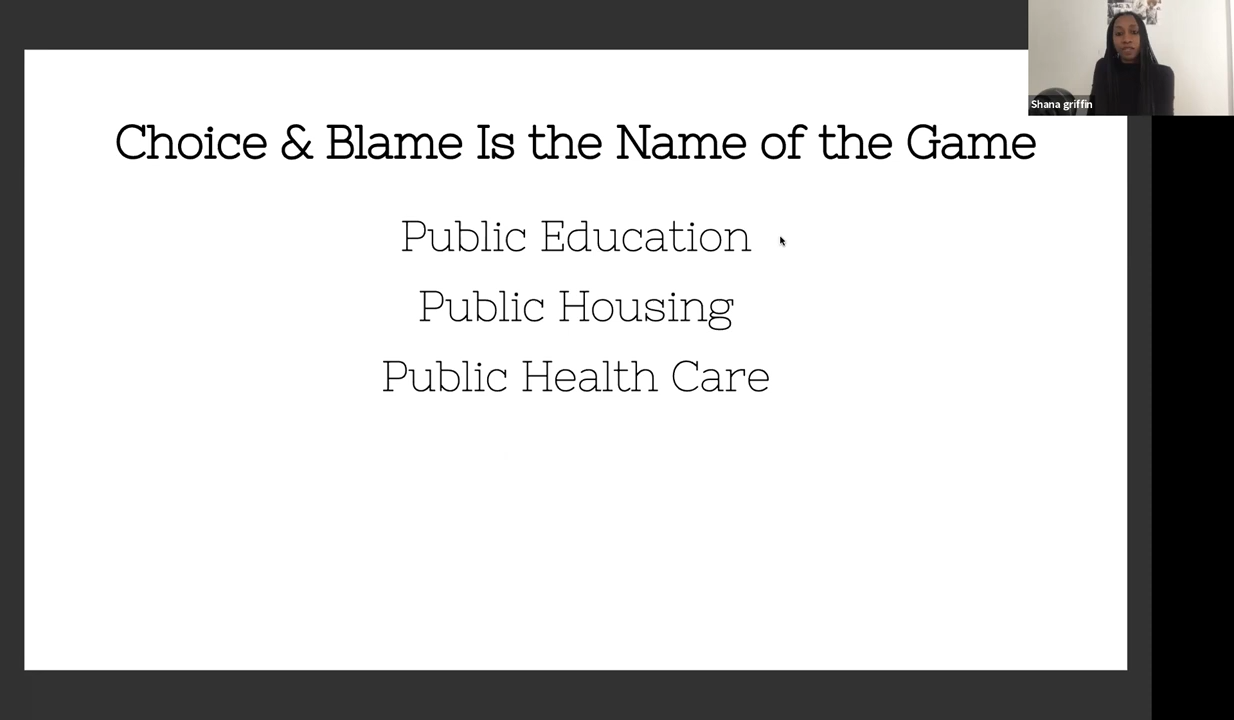 Shana griffin
Choice & Blame Is the Name of the Game
Public Education
Public Housing
Public Health Care